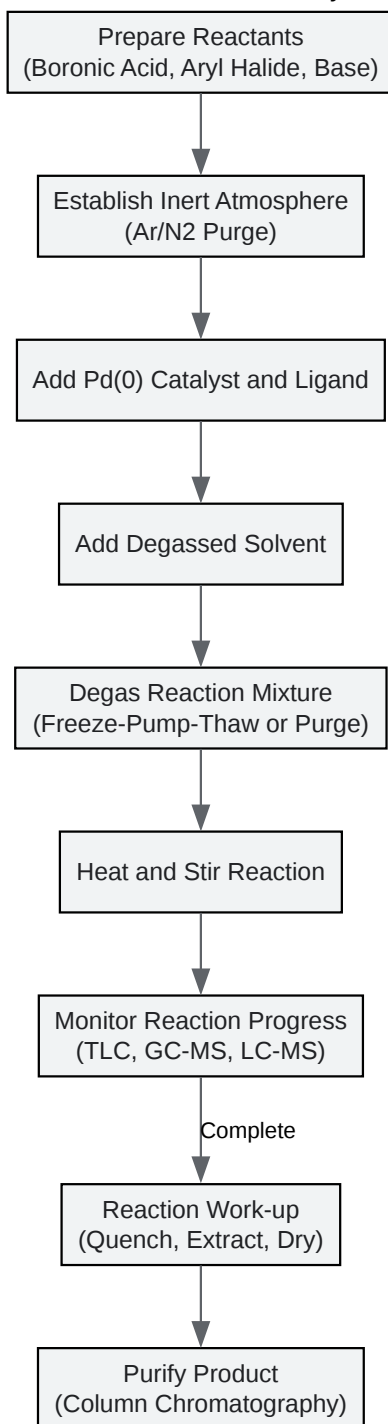 Prepare Reactants
(Boronic Acid, Aryl Halide, Base)
Establish Inert Atmosphere
(Ar/N2 Purge)
Add Pd(0) Catalyst and Ligand
Add Degassed Solvent
Degas Reaction Mixture
(Freeze-Pump-Thaw or Purge)
Heat and Stir Reaction
Monitor Reaction Progress
(TLC, GC-MS, LC-MS)
Complete
Reaction Work-up
(Quench, Extract, Dry)
Purify Product
(Column Chromatography)